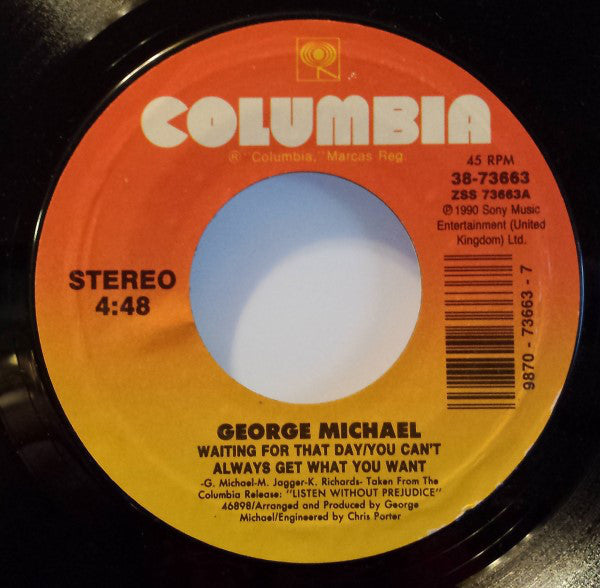 COLUMBIA
® "Columbia," Marcas Reg.
45 RPM
38-73663
ZSS 73663A
℗ 1990 Sony Music
Entertainment (United
Kingdom) Ltd.
STEREO
4:48
9870 - 73663 - 7
GEORGE MICHAEL
WAITING FOR THAT DAY/YOU CAN'T
ALWAYS GET WHAT YOU WANT
-G. Michael-M. Jagger-K. Richards- Taken From The
Columbia Release: "LISTEN WITHOUT PREJUDICE"
46898/Arranged and Produced by George
Michael/Engineered by Chris Porter